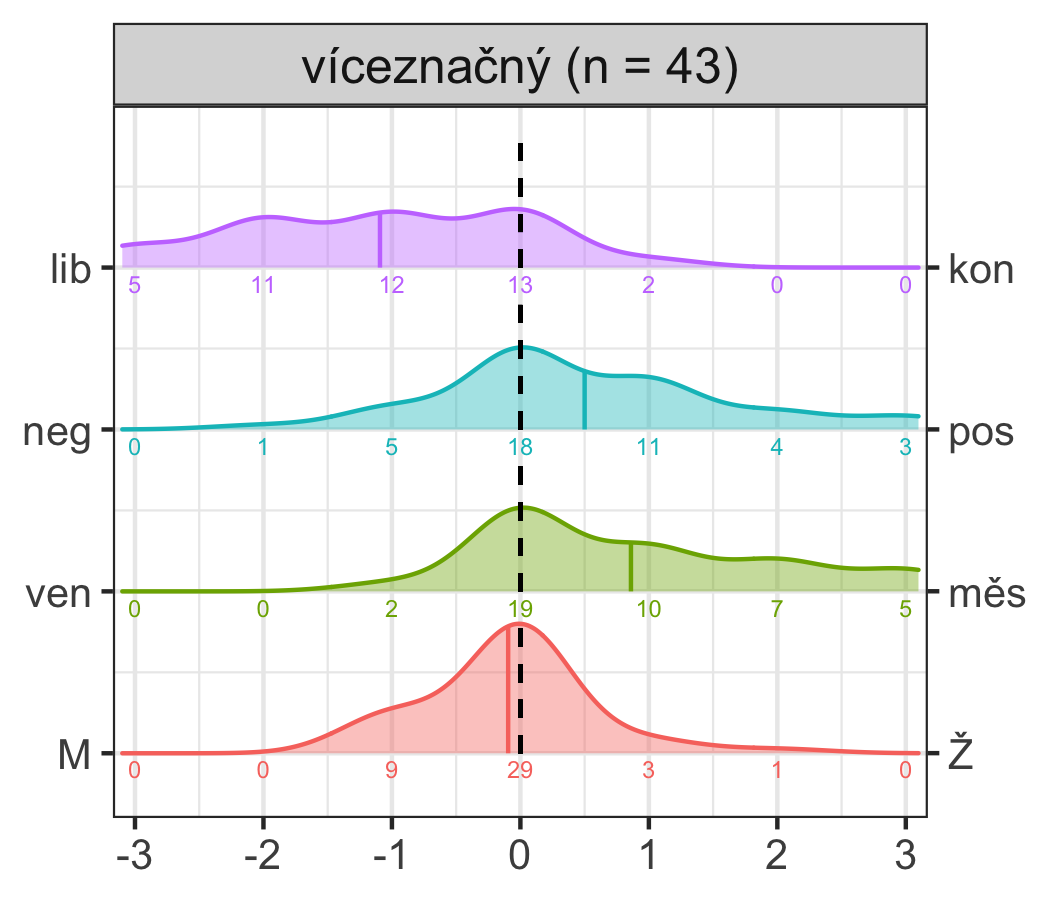 víceznačný (n = 43)
lib kon
5 11 12 13 2 0 0
neg pos
0 1 5 18 11 4 3
ven měs
0 0 2 19 10 7 5
M Ž
0 0 9 29 3 1 0
-3 -2 -1 0 1 2 3